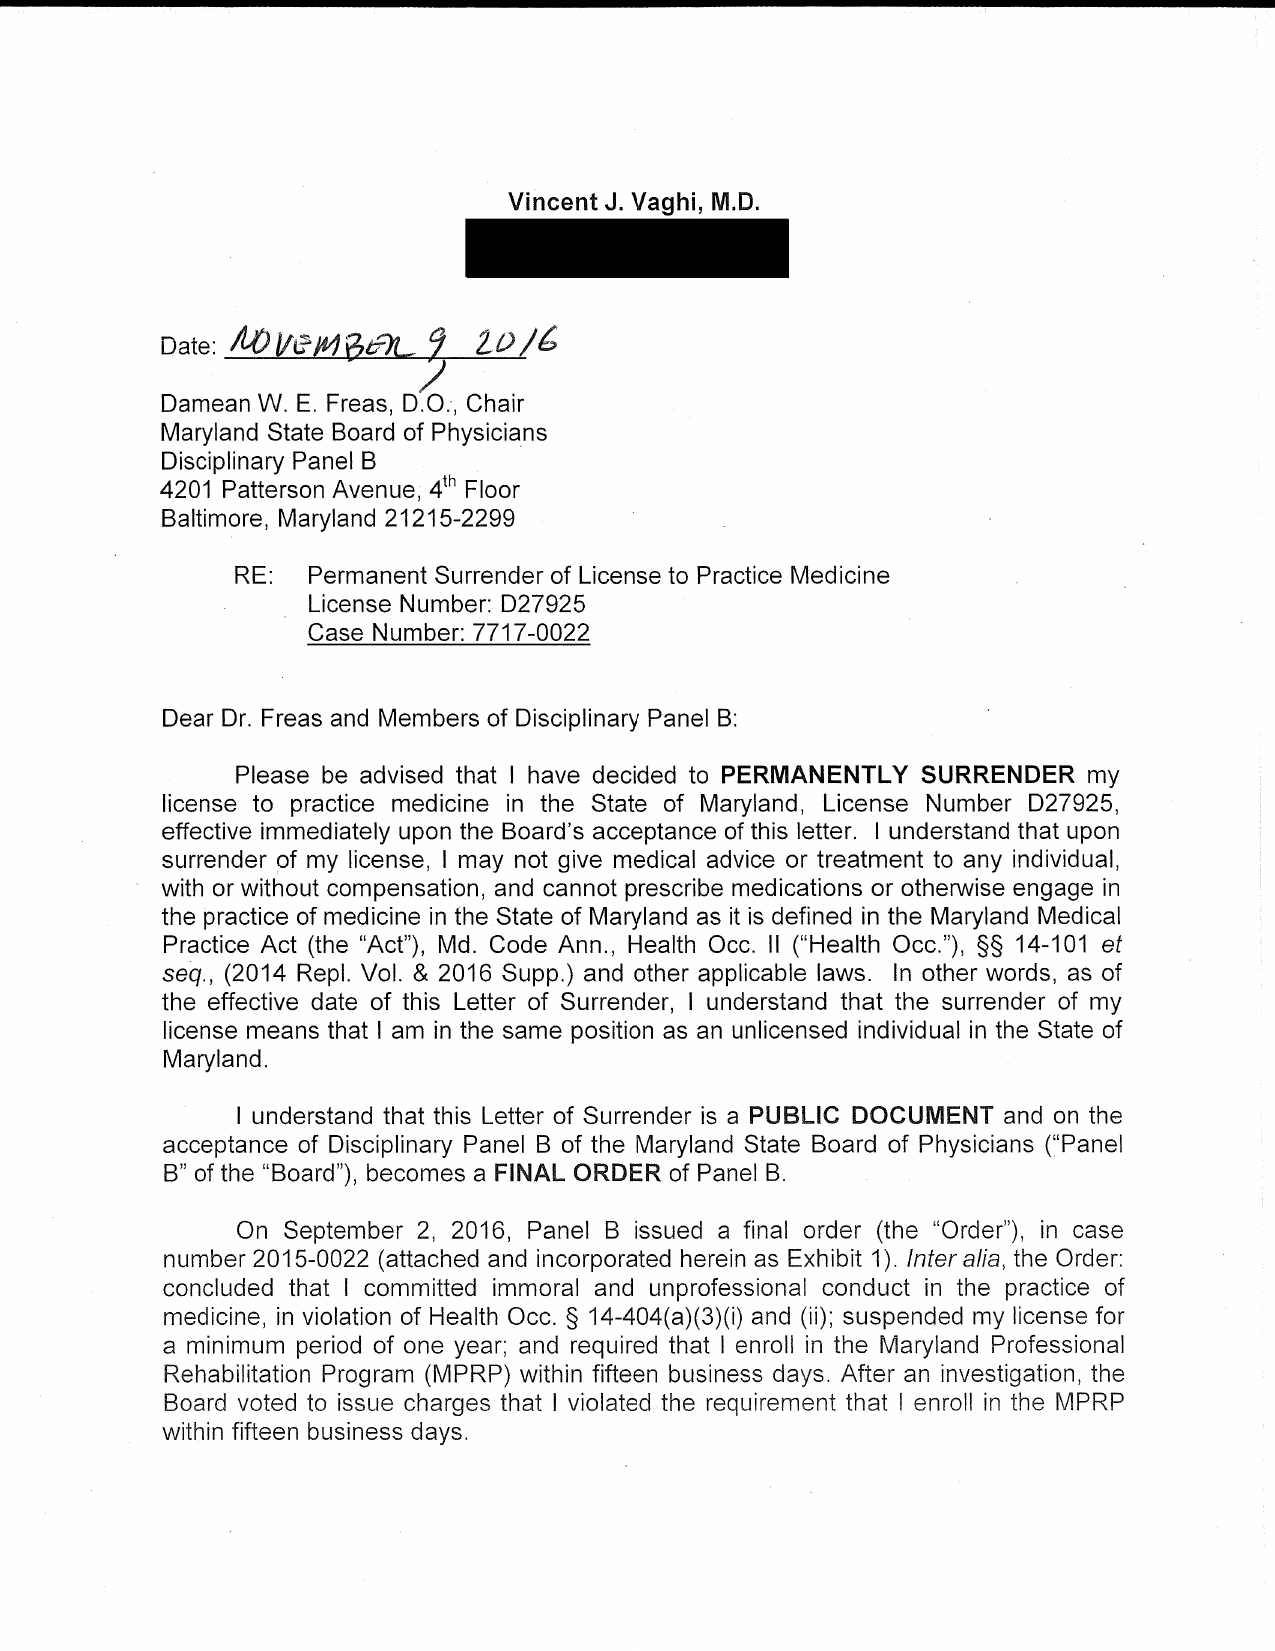 Vincent J. Vaghi, M.D.
Date: NOVEMBER 9, 2016
Damean W. E. Freas, D.O., Chair
Maryland State Board of Physicians
Disciplinary Panel B
4201 Patterson Avenue, 4th Floor
Baltimore, Maryland 21215-2299
RE: Permanent Surrender of License to Practice Medicine
License Number: D27925
Case Number: 7717-0022
Dear Dr. Freas and Members of Disciplinary Panel B:
Please be advised that I have decided to PERMANENTLY SURRENDER my
license to practice medicine in the State of Maryland, License Number D27925,
effective immediately upon the Board's acceptance of this letter. I understand that upon
surrender of my license, I may not give medical advice or treatment to any individual,
with or without compensation, and cannot prescribe medications or otherwise engage in
the practice of medicine in the State of Maryland as it is defined in the Maryland Medical
Practice Act (the "Act"), Md. Code Ann., Health Occ. II ("Health Occ."), §§ 14-101 et
seq., (2014 Repl. Vol. & 2016 Supp.) and other applicable laws. In other words, as of
the effective date of this Letter of Surrender, I understand that the surrender of my
license means that I am in the same position as an unlicensed individual in the State of
Maryland.
I understand that this Letter of Surrender is a PUBLIC DOCUMENT and on the
acceptance of Disciplinary Panel B of the Maryland State Board of Physicians ("Panel
B" of the "Board"), becomes a FINAL ORDER of Panel B.
On September 2, 2016, Panel B issued a final order (the "Order"), in case
number 2015-0022 (attached and incorporated herein as Exhibit 1). Inter alia, the Order:
concluded that I committed immoral and unprofessional conduct in the practice of
medicine, in violation of Health Occ. § 14-404(a)(3)(i) and (ii); suspended my license for
a minimum period of one year; and required that I enroll in the Maryland Professional
Rehabilitation Program (MPRP) within fifteen business days. After an investigation, the
Board voted to issue charges that I violated the requirement that I enroll in the MPRP
within fifteen business days.